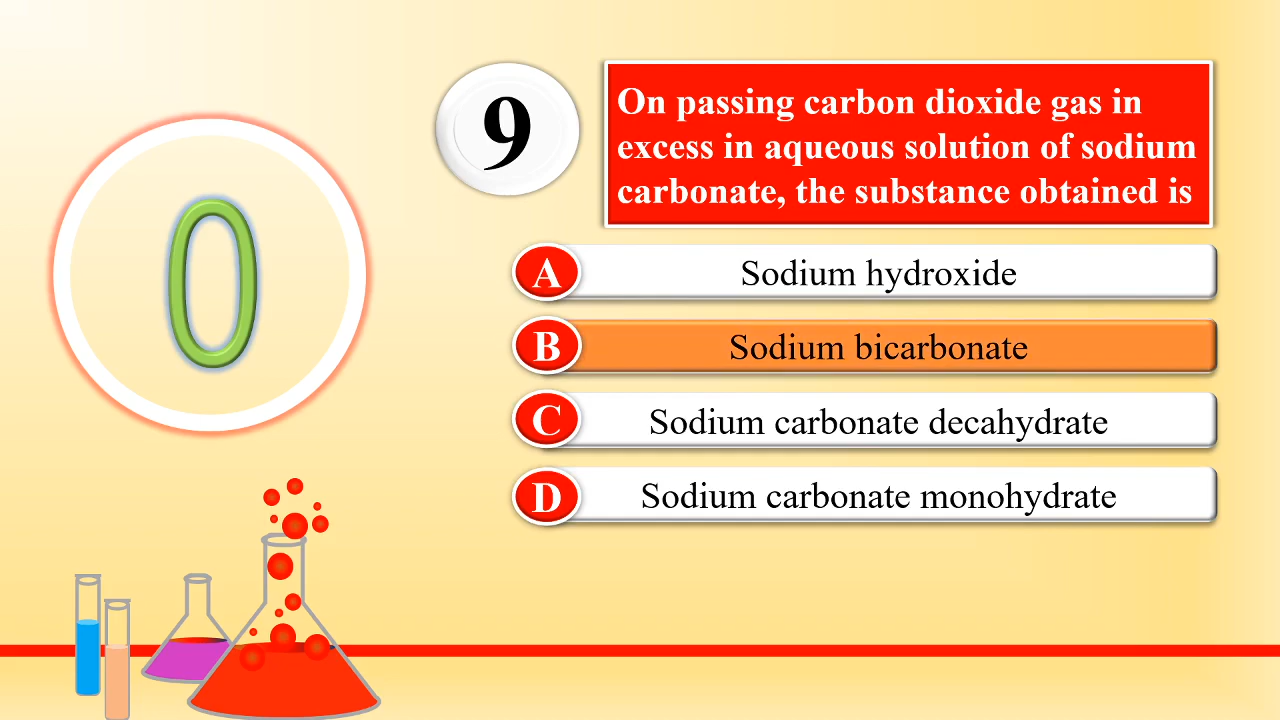 0
9
On passing carbon dioxide gas in
excess in aqueous solution of sodium
carbonate, the substance obtained is
A Sodium hydroxide
B Sodium bicarbonate
C Sodium carbonate decahydrate
D Sodium carbonate monohydrate